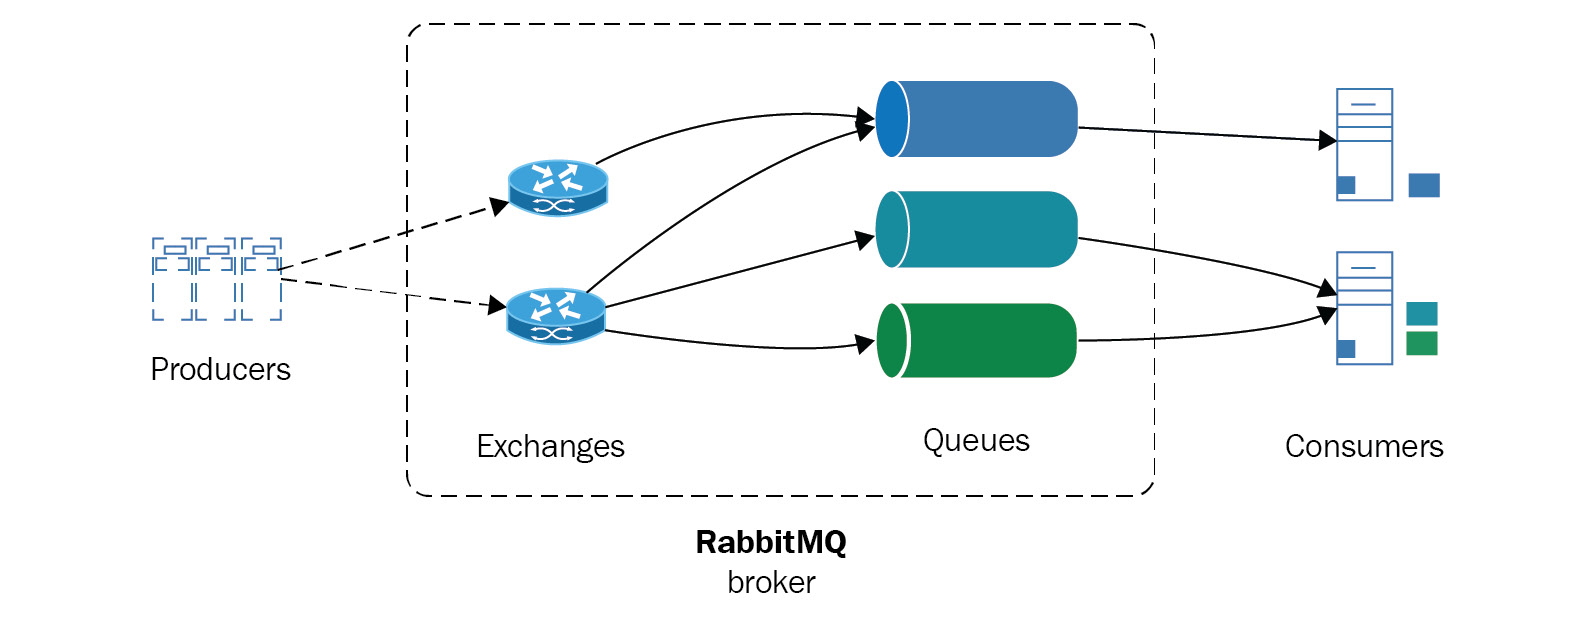 Producers
Exchanges
Queues
Consumers
RabbitMQ
broker